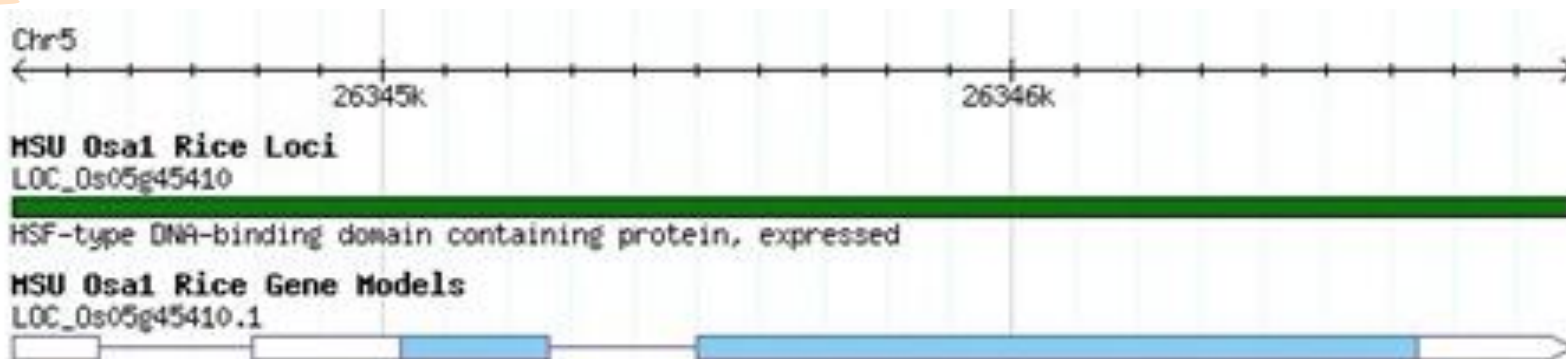 Chr5
26345k 26346k
MSU Osa1 Rice Loci
LOC_Os05g45410
HSF-type DNA-binding domain containing protein, expressed
MSU Osa1 Rice Gene Models
LOC_Os05g45410.1